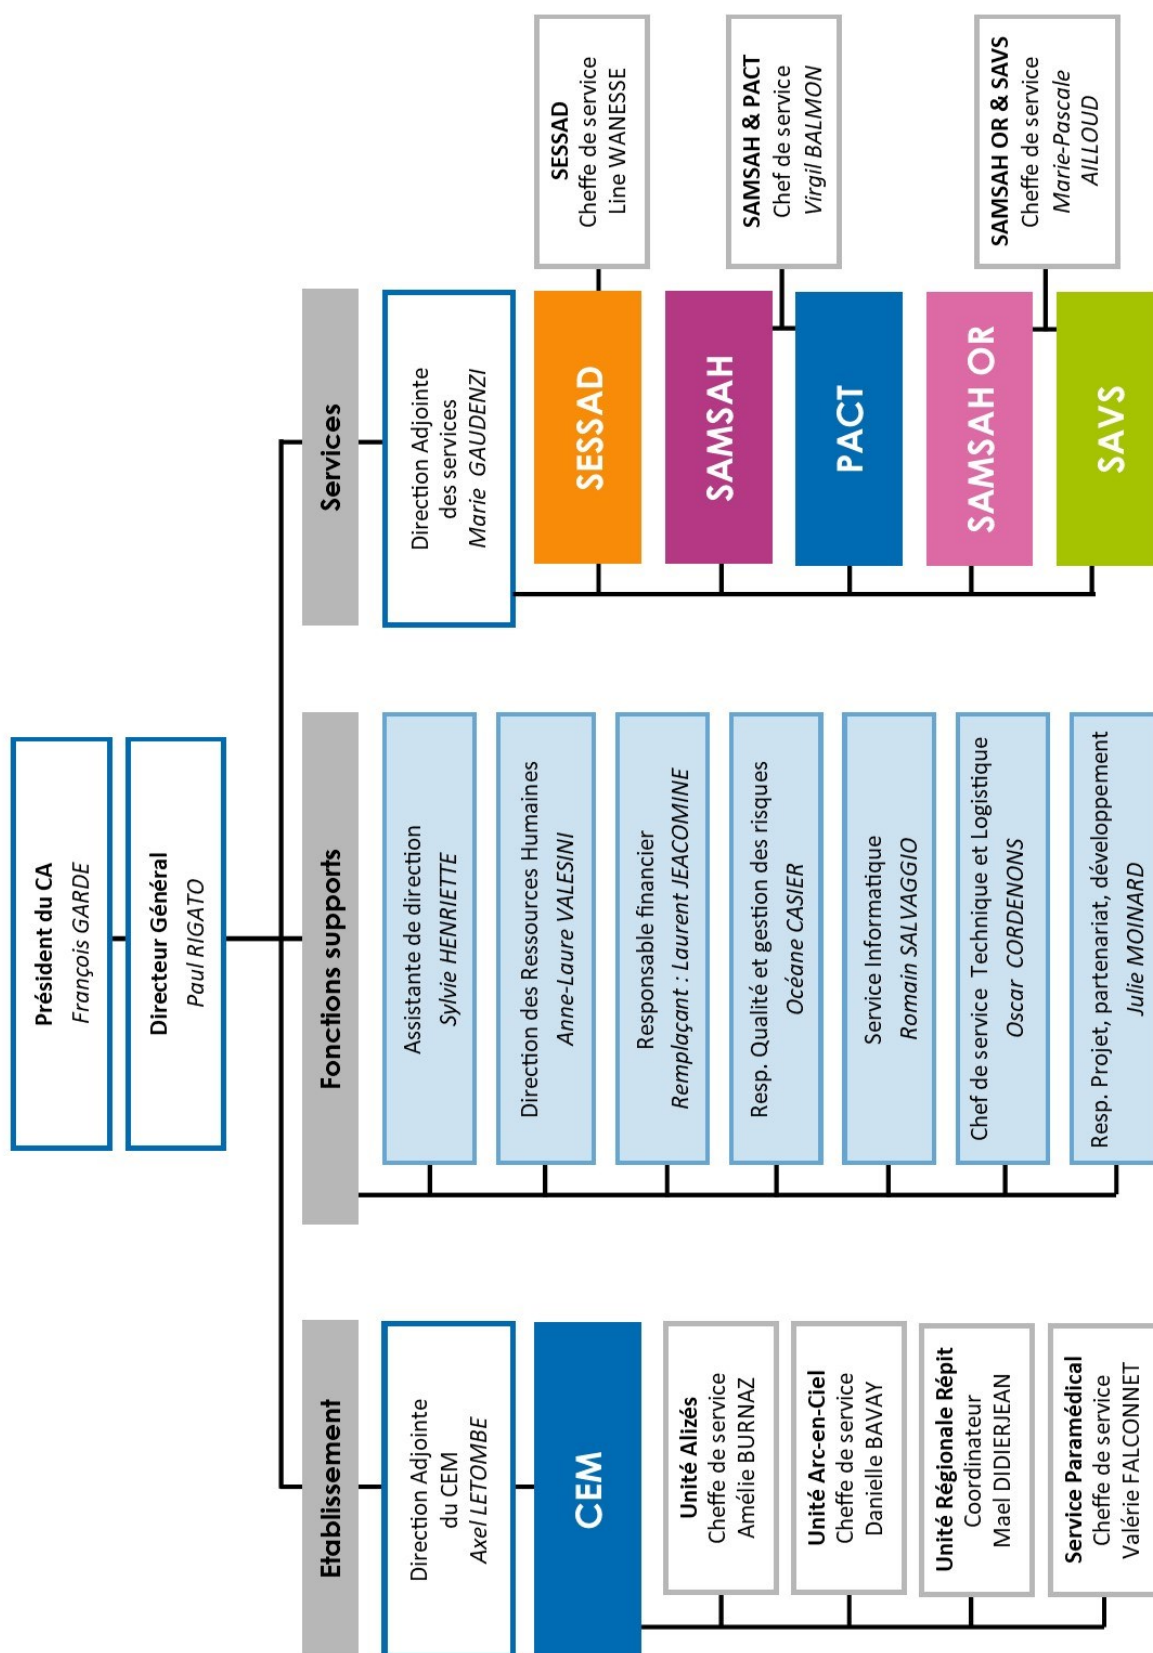 Président du CA
François GARDE
Directeur Général
Paul RIGATO
Etablissement
Direction Adjointe
du CEM
Axel LETOMBE
CEM
Unité Alizés
Cheffe de service
Amélie BURNAZ
Unité Arc-en-Ciel
Cheffe de service
Danielle BAVAY
Unité Régionale Répit
Coordinateur
Mael DIDIERJEAN
Service Paramédical
Cheffe de service
Valérie FALCONNET
Fonctions supports
Assistante de direction
Sylvie HENRIETTE
Direction des Ressources Humaines
Anne-Laure VALESINI
Responsable financier
Remplaçant : Laurent JEACOMINE
Resp. Qualité et gestion des risques
Océane CASIER
Service Informatique
Romain SALVAGGIO
Chef de service Technique et Logistique
Oscar CORDENONS
Resp. Projet, partenariat, développement
Julie MOINARD
Services
Direction Adjointe
des services
Marie GAUDENZI
SESSAD
SESSAD
Cheffe de service
Line WANESSE
SAMSAH
PACT
SAMSAH & PACT
Chef de service
Virgil BALMON
SAMSAH OR
SAVS
SAMSAH OR & SAVS
Cheffe de service
Marie-Pascale
AILLOUD